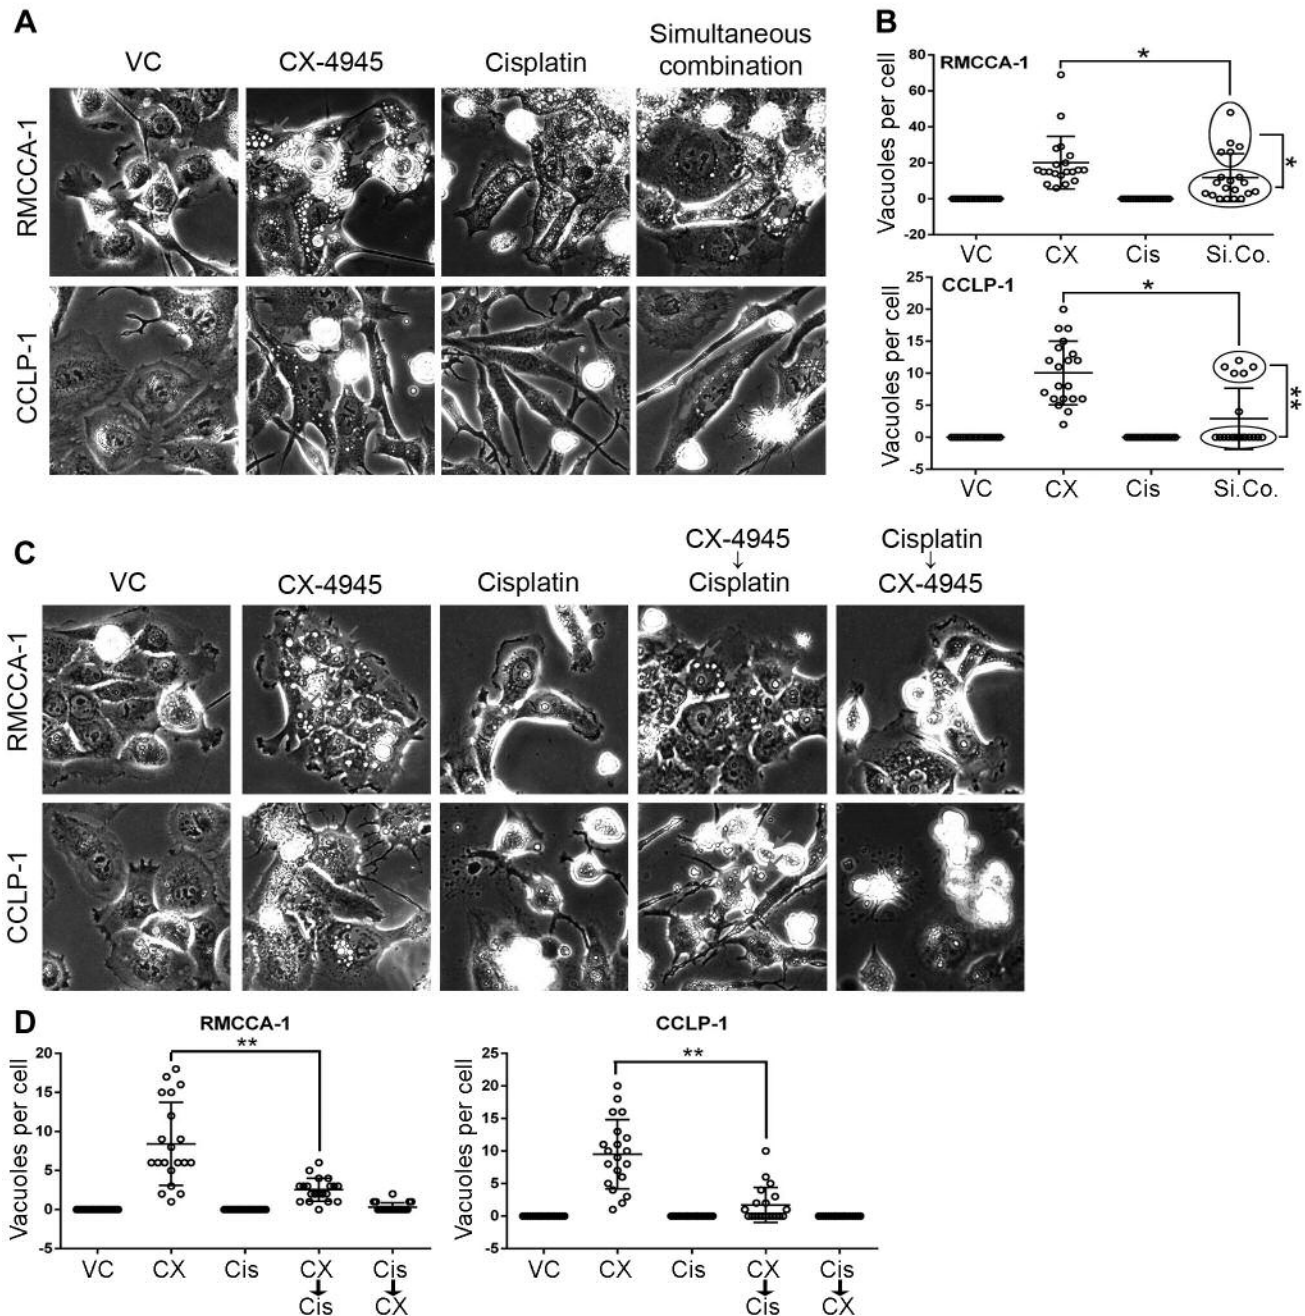 A
VC
CX-4945
Cisplatin
Simultaneous
combination
RMCCA-1
CCLP-1
B
RMCCA-1
Vacuoles per cell
80
60
40
20
0
-20
*
*
VC
CX
Cis
Si.Co.
CCLP-1
Vacuoles per cell
25
20
15
10
5
0
-5
*
**
VC
CX
Cis
Si.Co.
C
VC
CX-4945
Cisplatin
CX-4945
↓
Cisplatin
Cisplatin
↓
CX-4945
RMCCA-1
CCLP-1
D
RMCCA-1
Vacuoles per cell
20
15
10
5
0
-5
**
VC
CX
Cis
CX
↓
Cis
Cis
↓
CX
CCLP-1
Vacuoles per cell
25
20
15
10
5
0
-5
**
VC
CX
Cis
CX
↓
Cis
Cis
↓
CX